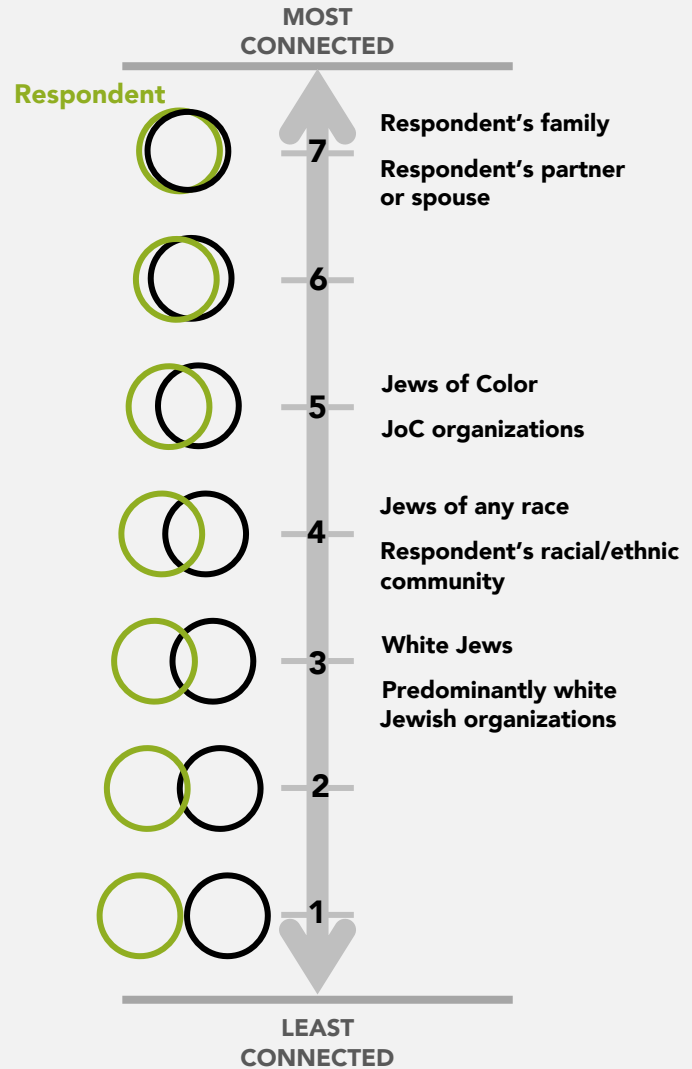 MOST
CONNECTED
Respondent
7
Respondent’s family
Respondent’s partner
or spouse
6
5
Jews of Color
JoC organizations
4
Jews of any race
Respondent’s racial/ethnic
community
3
White Jews
Predominantly white
Jewish organizations
2
1
LEAST
CONNECTED